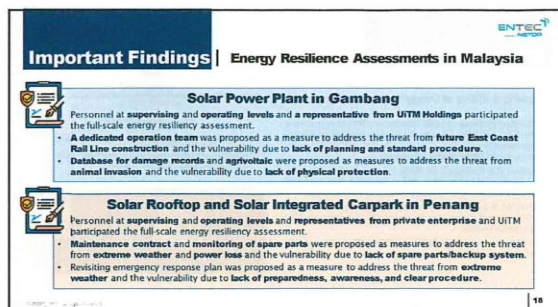 ENTEC
Important Findings | Energy Resilience Assessments in Malaysia
Solar Power Plant in Gambang
Personnel at supervising and operating levels and a representative from UiTM Holdings participated
the full-scale energy resiliency assessment.
• A dedicated operation team was proposed as a measure to address the threat from future East Coast
Rail Line construction and the vulnerability due to lack of planning and standard procedure.
• Database for damage records and agrivoltaic were proposed as measures to address the threat from
animal invasion and the vulnerability due to lack of physical protection.
Solar Rooftop and Solar Integrated Carpark in Penang
Personnel at supervising and operating levels and representatives from private enterprise and UiTM
participated the full-scale energy resiliency assessment.
• Maintenance contract and monitoring of spare parts were proposed as measures to address the threat
from extreme weather and power loss and the vulnerability due to lack of spare parts/backup system.
• Revisiting emergency response plan was proposed as a measure to address the threat from extreme
weather and the vulnerability due to lack of preparedness, awareness, and clear procedure.
18